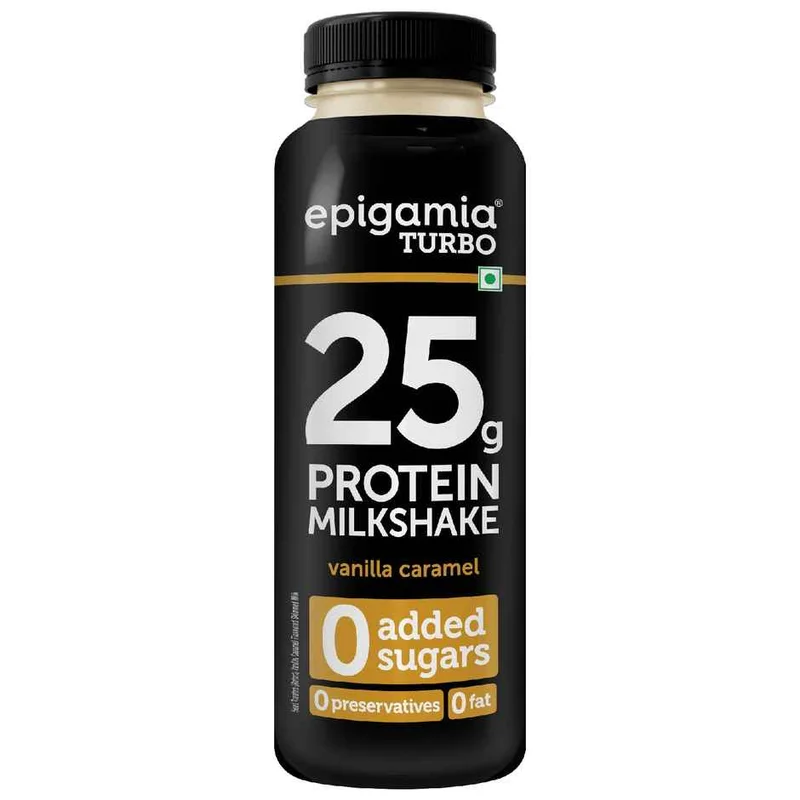 epigamia®
TURBO
25g
PROTEIN
MILKSHAKE
vanilla caramel
0 added
sugars
0 preservatives 0 fat